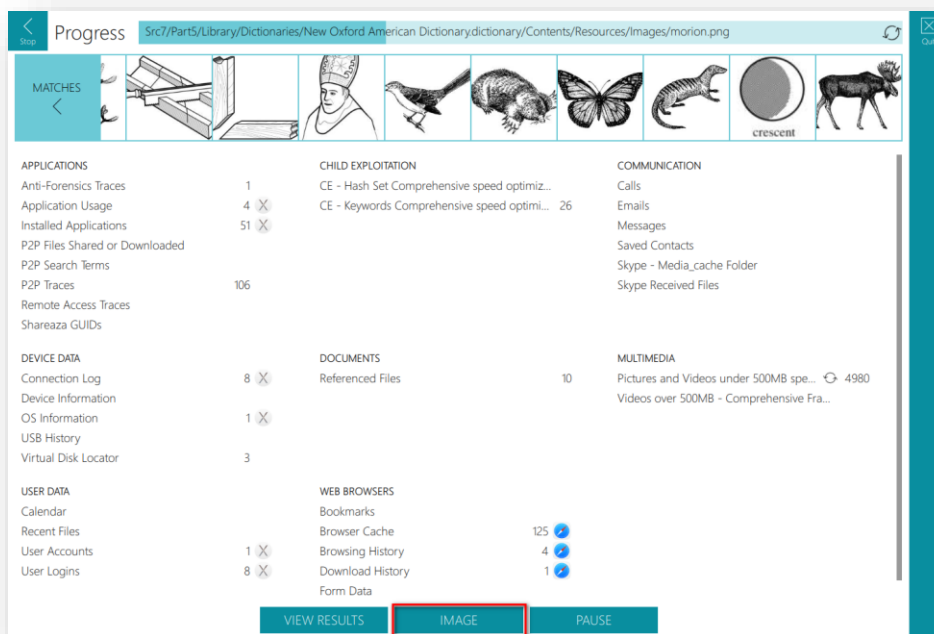 Stop
Progress
Src7/Part5/Library/Dictionaries/New Oxford American Dictionary.dictionary/Contents/Resources/Images/morion.png
MATCHES
crescent
APPLICATIONS
Anti-Forensics Traces 1
Application Usage 4 X
Installed Applications 51 X
P2P Files Shared or Downloaded
P2P Search Terms
P2P Traces 106
Remote Access Traces
Shareaza GUIDs
CHILD EXPLOITATION
CE - Hash Set Comprehensive speed optimiz...
CE - Keywords Comprehensive speed optimi... 26
COMMUNICATION
Calls
Emails
Messages
Saved Contacts
Skype - Media_cache Folder
Skype Received Files
DEVICE DATA
Connection Log 8 X
Device Information
OS Information 1 X
USB History
Virtual Disk Locator 3
DOCUMENTS
Referenced Files 10
MULTIMEDIA
Pictures and Videos under 500MB spe... 4980
Videos over 500MB - Comprehensive Fra...
USER DATA
Calendar
Recent Files
User Accounts 1 X
User Logins 8 X
WEB BROWSERS
Bookmarks
Browser Cache 125
Browsing History 4
Download History 1
Form Data
VIEW RESULTS
IMAGE
PAUSE